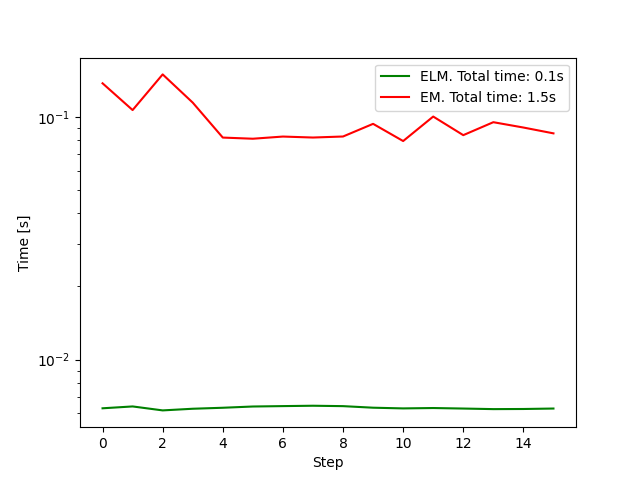 ELM. Total time: 0.1s
EM. Total time: 1.5s
10⁻¹
10⁻²
Time [s]
0 2 4 6 8 10 12 14
Step